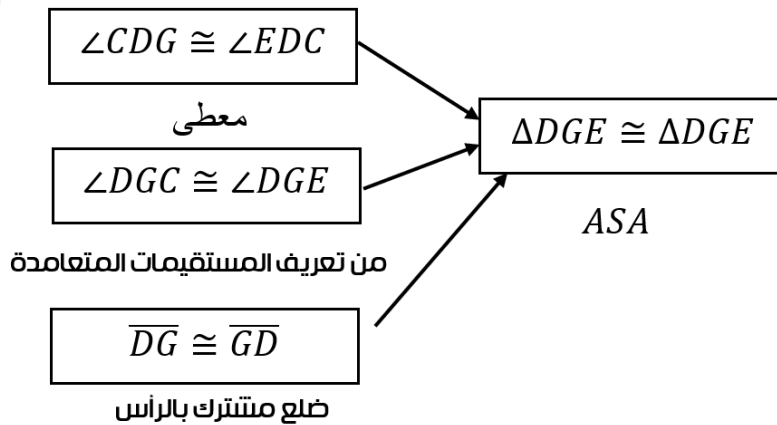 ∠CDG ≅ ∠EDC
معطى
∠DGC ≅ ∠DGE
من تعريف المستقيمات المتعامدة
DG ≅ GD
ضلع مشترك بالرأس
ΔDGE ≅ ΔDGE
ASA